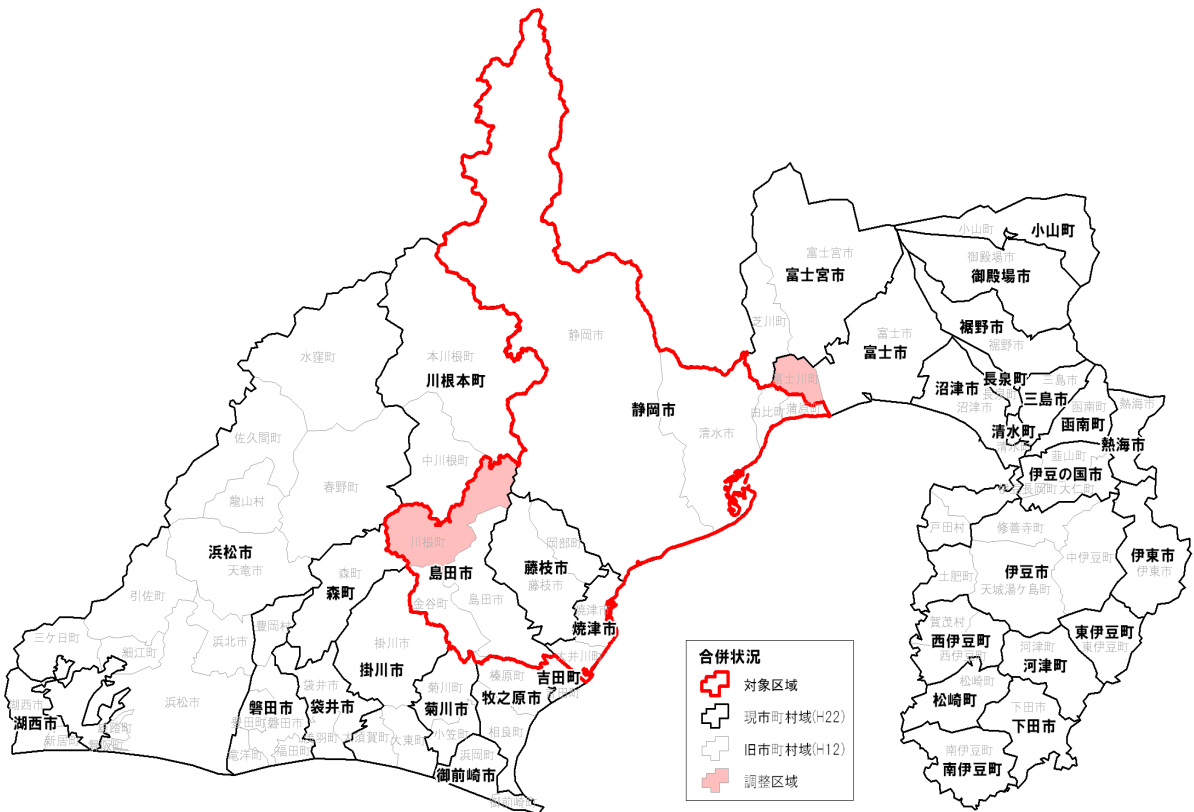 小山町
小山町
富士宮市
富士宮市
御殿場市
御殿場市
静岡市
芝川町
裾野市
裾野市
富士市
富士市
水窪町
本川根町
川根本町
静岡市
富士川町
沼津市
沼津市
長泉町
長泉町
三島市
三島市
函南町
函南町
熱海市
熱海市
由比町
蒲原町
清水市
清水町
佐久間町
中川根町
龍山村
春野町
韮山町
伊豆の国市
大仁町
戸田村
修善寺町
中伊豆町
伊東市
伊東市
伊豆市
天城湯ケ島町
土肥町
浜松市
天竜市
川根町
岡部町
藤枝市
藤枝市
島田市
島田市
森町
森町
金谷町
引佐町
三ケ日町
細江町
浜北市
豊岡村
焼津市
焼津市
大井川町
賀茂村
西伊豆町
西伊豆町
河津町
河津町
東伊豆町
東伊豆町
掛川市
掛川市
吉田町
榛原町
牧之原市
菊川町
菊川市
小笠町
相良町
袋井市
袋井市
磐田市
磐田市
浜松市
湖西市
湖西市
新居町
竜洋町
福田町
大須賀町
大東町
浜岡町
御前崎市
御前崎町
松崎町
松崎町
下田市
下田市
南伊豆町
南伊豆町
合併状況
対象区域
現市町村域(H22)
旧市町村域(H12)
調整区域